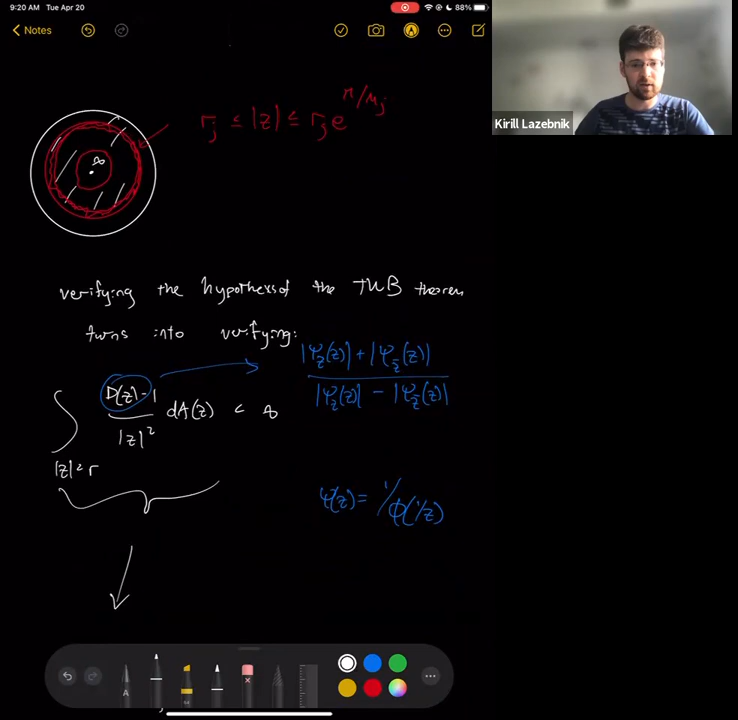 9:20 AM Tue Apr 20
88%
Notes
Kirill Lazebnik
r_j ≤ |z| ≤ r_j e^{π/M_j}
∞
verifying the hypothesis of the TWB theorem
turns into verifying:
|ψ_z(z)| + |ψ_z̄(z)|
|ψ_z(z)| - |ψ_z̄(z)|
∫ D(z)-1 / |z|² dA(z) < ∞
|z|<r
ψ(z) = 1/φ(1/z)
A